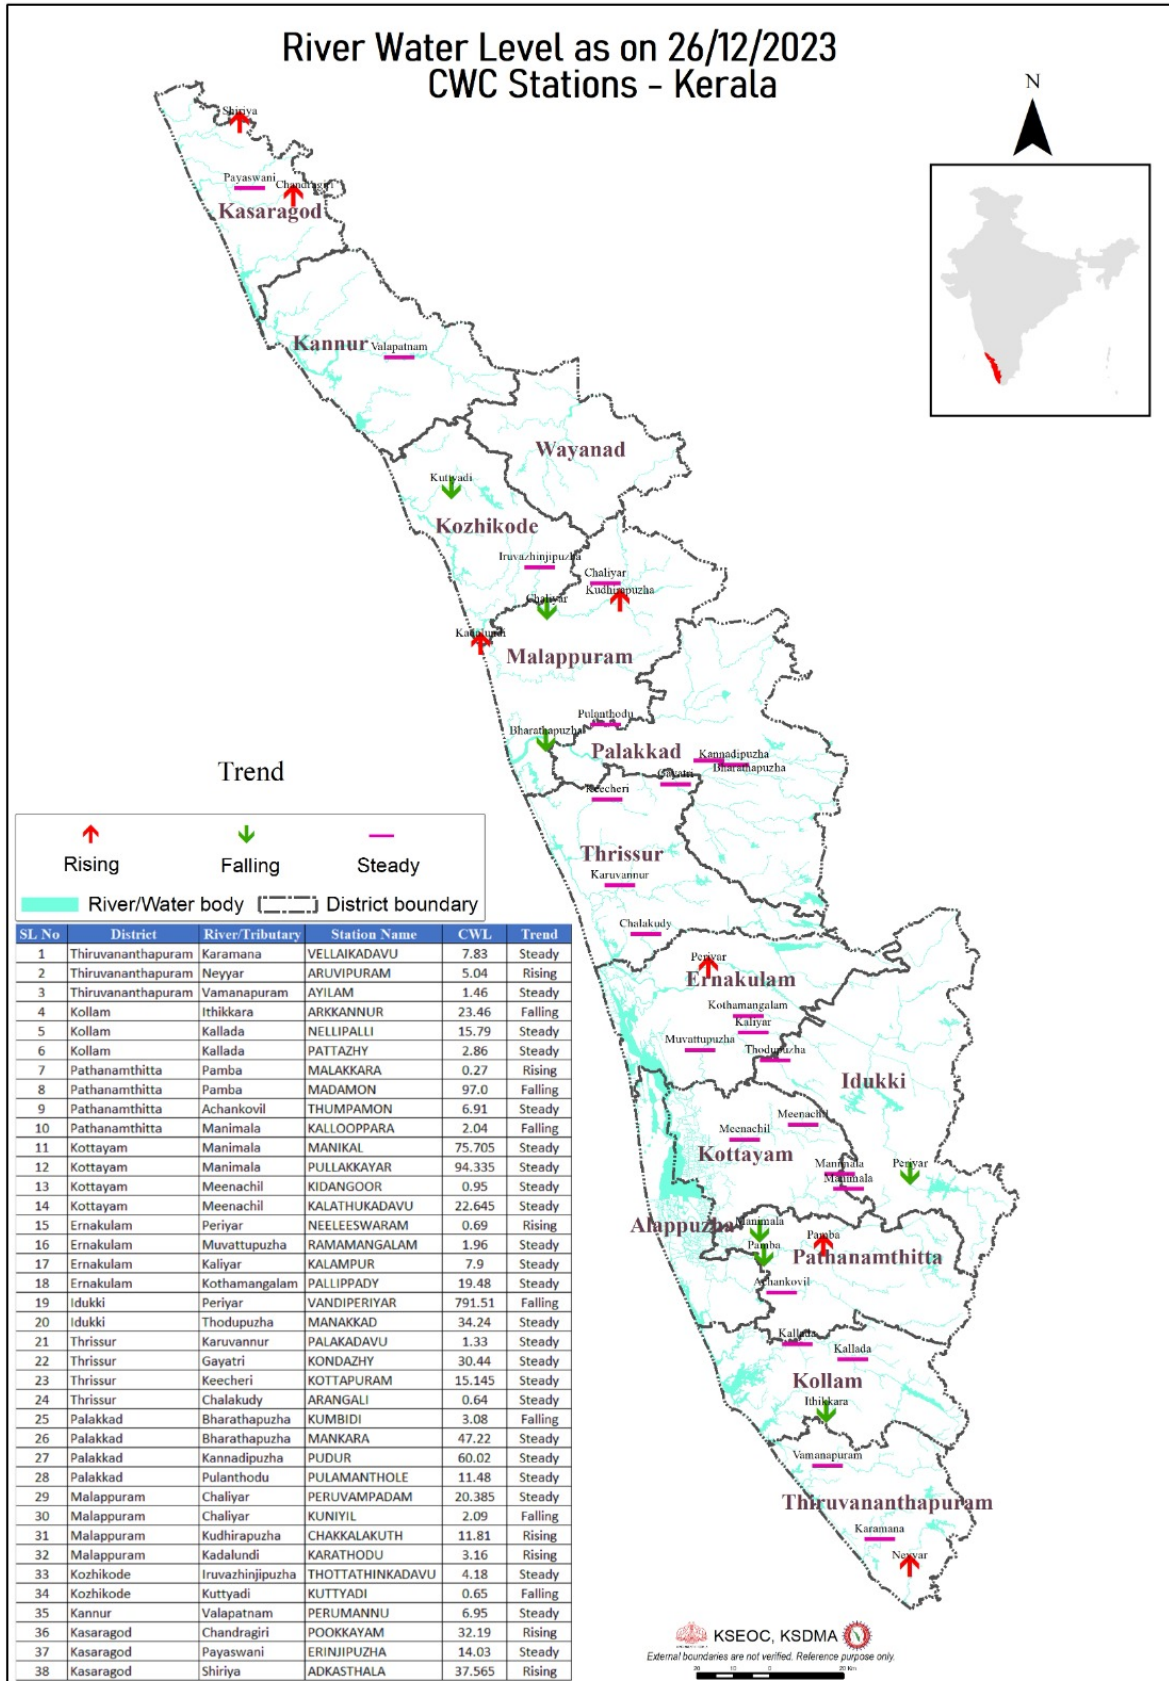 River Water Level as on 26/12/2023
CWC Stations - Kerala
N
Shiriya
Payaswani
Chandragiri
Kasaragod
Kannur
Valapatnam
Wayanad
Kuttyadi
Kozhikode
Iruvazhinjipuzha
Chaliyar
Kudhirapuzha
Chaliyar
Kadalundi
Malappuram
Pulanthodu
Bharathapuzha
Palakkad
Kannadipuzha
Bharathapuzha
Gayatri
Keecheri
Thrissur
Karuvannur
Chalakudy
Periyar
Ernakulam
Kothamangalam
Kaliyar
Muvattupuzha
Thodupuzha
Idukki
Meenachil
Meenachil
Kottayam
Manimala
Manimala
Periyar
Alappuzha
Manimala
Pamba
Pamba
Pathanamthitta
Achankovil
Kallada
Kallada
Kollam
Ithikkara
Vamanapuram
Thiruvananthapuram
Karamana
Neyyar
Trend
Rising Falling Steady
River/Water body District boundary
SL No District River/Tributary Station Name CWL Trend
1 Thiruvananthapuram Karamana VELLAIKADAVU 7.83 Steady
2 Thiruvananthapuram Neyyar ARUVIPURAM 5.04 Rising
3 Thiruvananthapuram Vamanapuram AYILAM 1.46 Steady
4 Kollam Ithikkara ARKKANNUR 23.46 Falling
5 Kollam Kallada NELLIPALLI 15.79 Steady
6 Kollam Kallada PATTAZHY 2.86 Steady
7 Pathanamthitta Pamba MALAKKARA 0.27 Rising
8 Pathanamthitta Pamba MADAMON 97.0 Falling
9 Pathanamthitta Achankovil THUMPAMON 6.91 Steady
10 Pathanamthitta Manimala KALLOOPPARA 2.04 Falling
11 Kottayam Manimala MANIKAL 75.705 Steady
12 Kottayam Manimala PULLAKKAYAR 94.335 Steady
13 Kottayam Meenachil KIDANGOOR 0.95 Steady
14 Kottayam Meenachil KALATHUKADAVU 22.645 Steady
15 Ernakulam Periyar NEELEESWARAM 0.69 Rising
16 Ernakulam Muvattupuzha RAMAMANGALAM 1.96 Steady
17 Ernakulam Kaliyar KALAMPUR 7.9 Steady
18 Ernakulam Kothamangalam PALLIPPADY 19.48 Steady
19 Idukki Periyar VANDIPERIYAR 791.51 Falling
20 Idukki Thodupuzha MANAKKAD 34.24 Steady
21 Thrissur Karuvannur PALAKADAVU 1.33 Steady
22 Thrissur Gayatri KONDAZHY 30.44 Steady
23 Thrissur Keecheri KOTTAPURAM 15.145 Steady
24 Thrissur Chalakudy ARANGALI 0.64 Steady
25 Palakkad Bharathapuzha KUMBIDI 3.08 Falling
26 Palakkad Bharathapuzha MANKARA 47.22 Steady
27 Palakkad Kannadipuzha PUDUR 60.02 Steady
28 Palakkad Pulanthodu PULAMANTHOLE 11.48 Steady
29 Malappuram Chaliyar PERUVAMPADAM 20.385 Steady
30 Malappuram Chaliyar KUNIYIL 2.09 Falling
31 Malappuram Kudhirapuzha CHAKKALAKUTH 11.81 Rising
32 Malappuram Kadalundi KARATHODU 3.16 Rising
33 Kozhikode Iruvazhinjipuzha THOTTATHINKADAVU 4.18 Steady
34 Kozhikode Kuttyadi KUTTYADI 0.65 Falling
35 Kannur Valapatnam PERUMANNU 6.95 Steady
36 Kasaragod Chandragiri POOKKAYAM 32.19 Rising
37 Kasaragod Payaswani ERINJIPUZHA 14.03 Steady
38 Kasaragod Shiriya ADKASTHALA 37.565 Rising
KSEOC, KSDMA
External boundaries are not verified. Reference purpose only.
20 10 0 20 Km